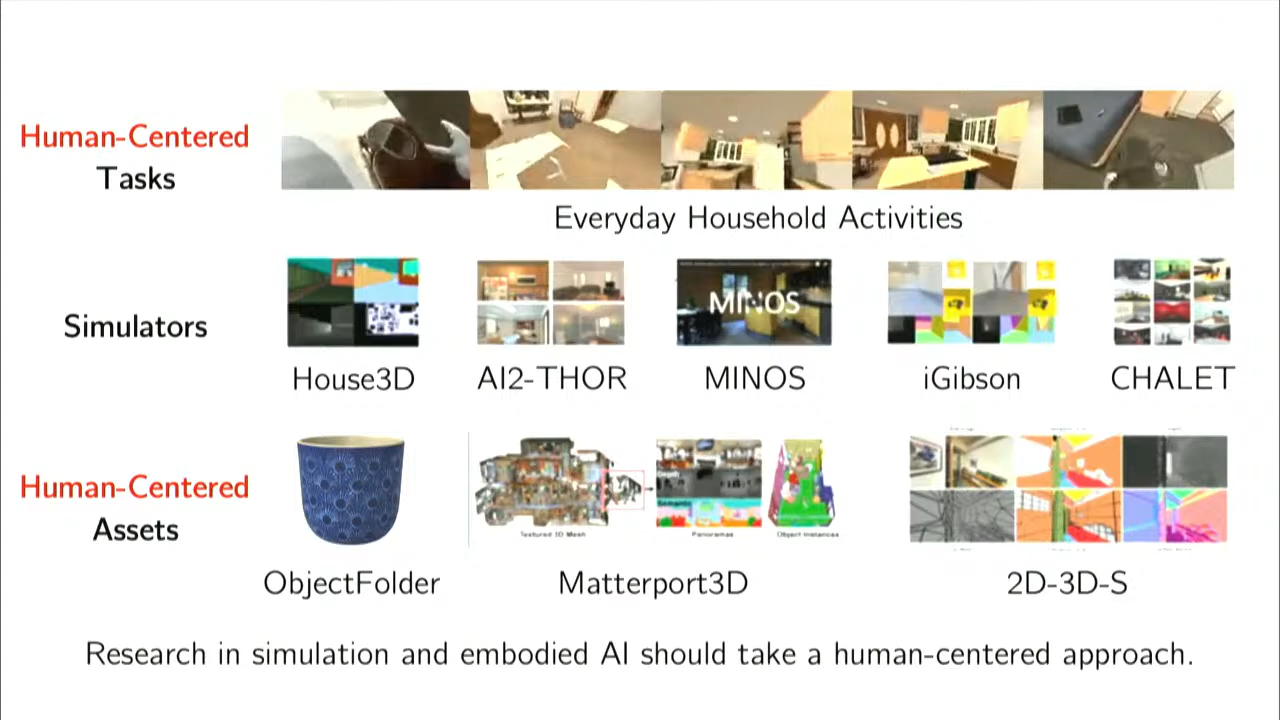 Human-Centered
Tasks
Everyday Household Activities
Simulators
MINOS
House3D
AI2-THOR
MINOS
iGibson
CHALET
Human-Centered
Assets
Textured 3D Mesh
Panoramas
Object Instances
Semantic
ObjectFolder
Matterport3D
2D-3D-S
Research in simulation and embodied AI should take a human-centered approach.